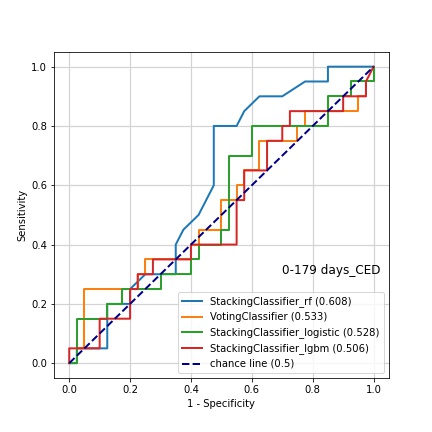 1.0
0.8
0.6
0.4
0.2
0.0
Sensitivity
0-179 days_CED
StackingClassifier_rf (0.608)
VotingClassifier (0.533)
StackingClassifier_logistic (0.528)
StackingClassifier_lgbm (0.506)
chance line (0.5)
0.0 0.2 0.4 0.6 0.8 1.0
1 - Specificity